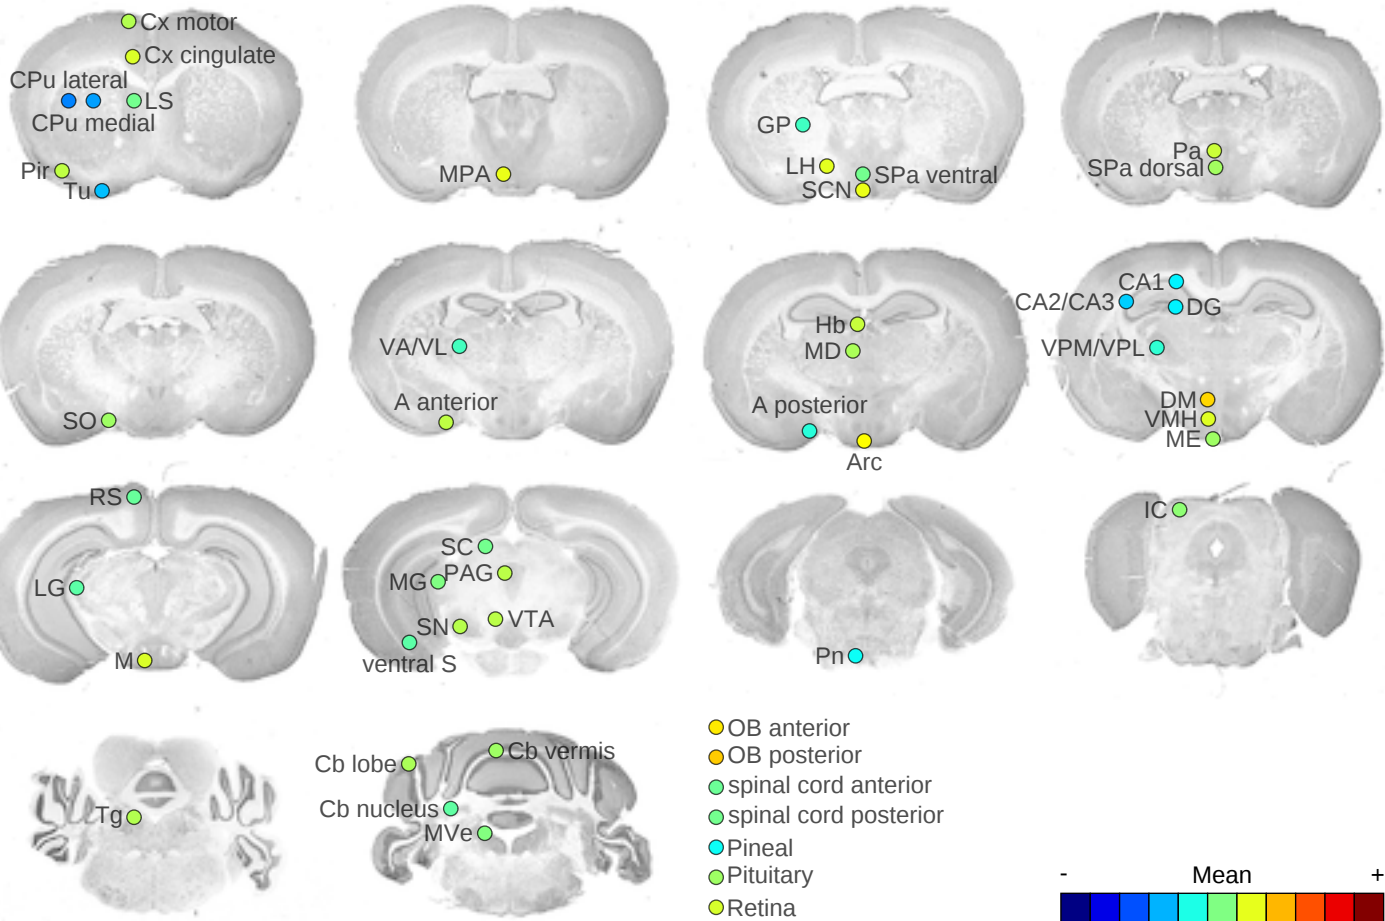 Cx motor
Cx cingulate
CPu lateral
LS
CPu medial
Pir
Tu
MPA
GP
LH
SPa ventral
SCN
Pa
SPa dorsal
SO
VA/VL
A anterior
Hb
MD
A posterior
Arc
CA1
CA2/CA3
DG
VPM/VPL
DM
VMH
ME
RS
LG
M
SC
PAG
MG
VTA
SN
ventral S
Pn
IC
Tg
Cb vermis
Cb lobe
Cb nucleus
MVe
OB anterior
OB posterior
spinal cord anterior
spinal cord posterior
Pineal
Pituitary
Retina
- Mean +